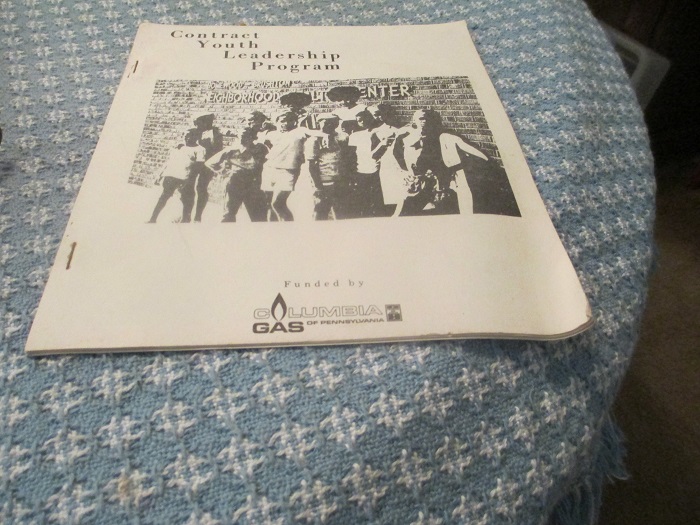 Contract
Youth
Leadership
Program
NEIGHBORHOOD CENTER
Funded by
COLUMBIA
GAS OF PENNSYLVANIA